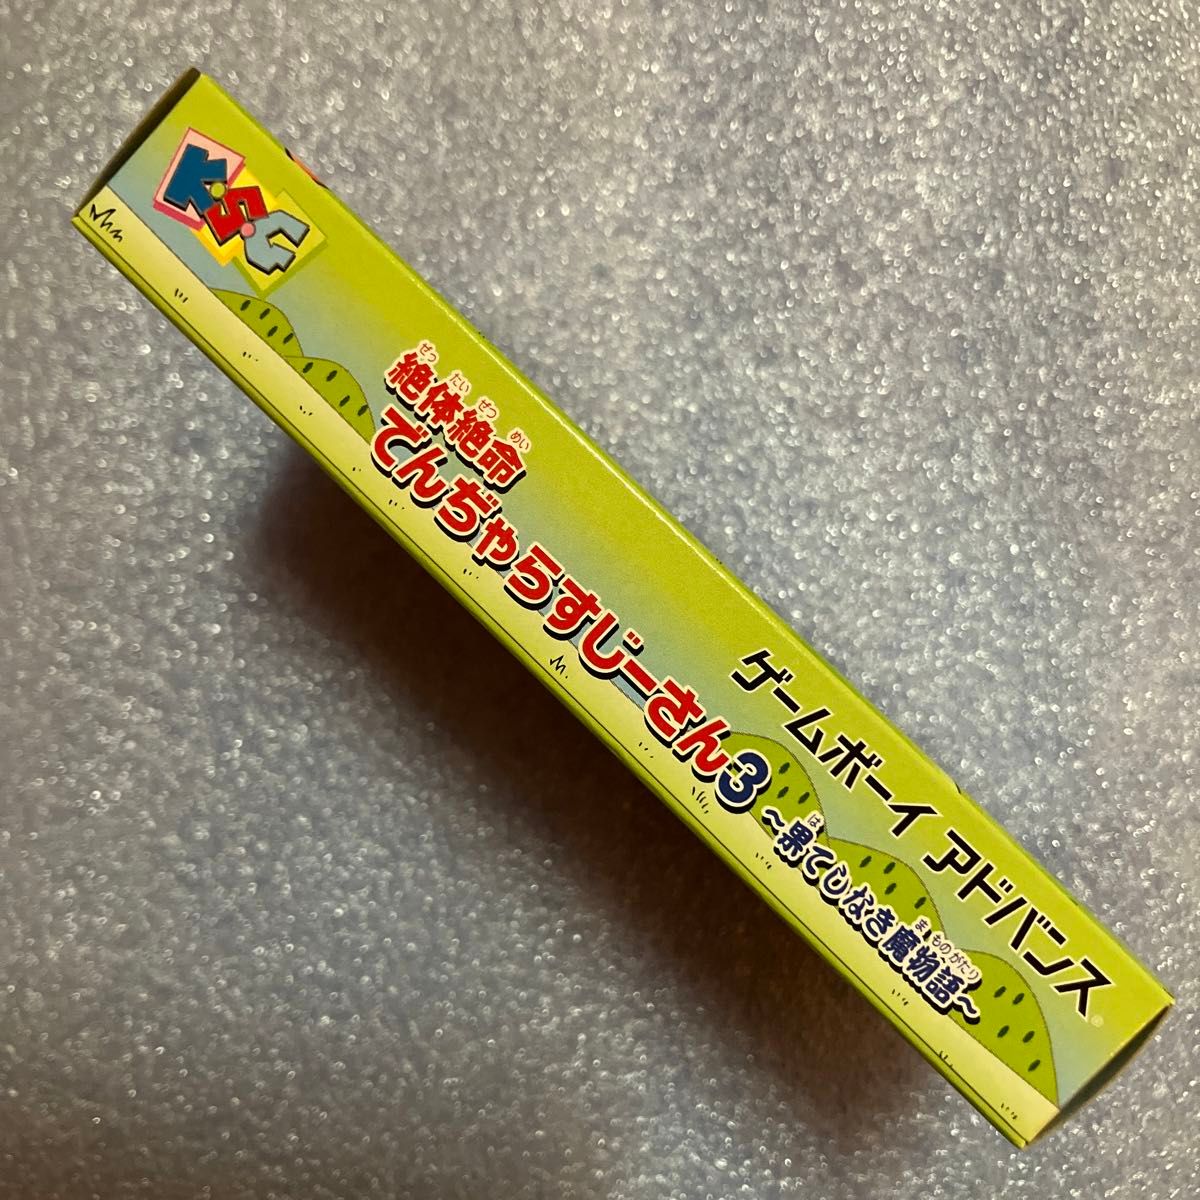 K・S・G
絶体絶命
ぜっ たい ぜつ めい
でんぢゃらすじーさん3
~果てしなき魔物語~
は ま ものがたり
ゲームボーイ アドバンス